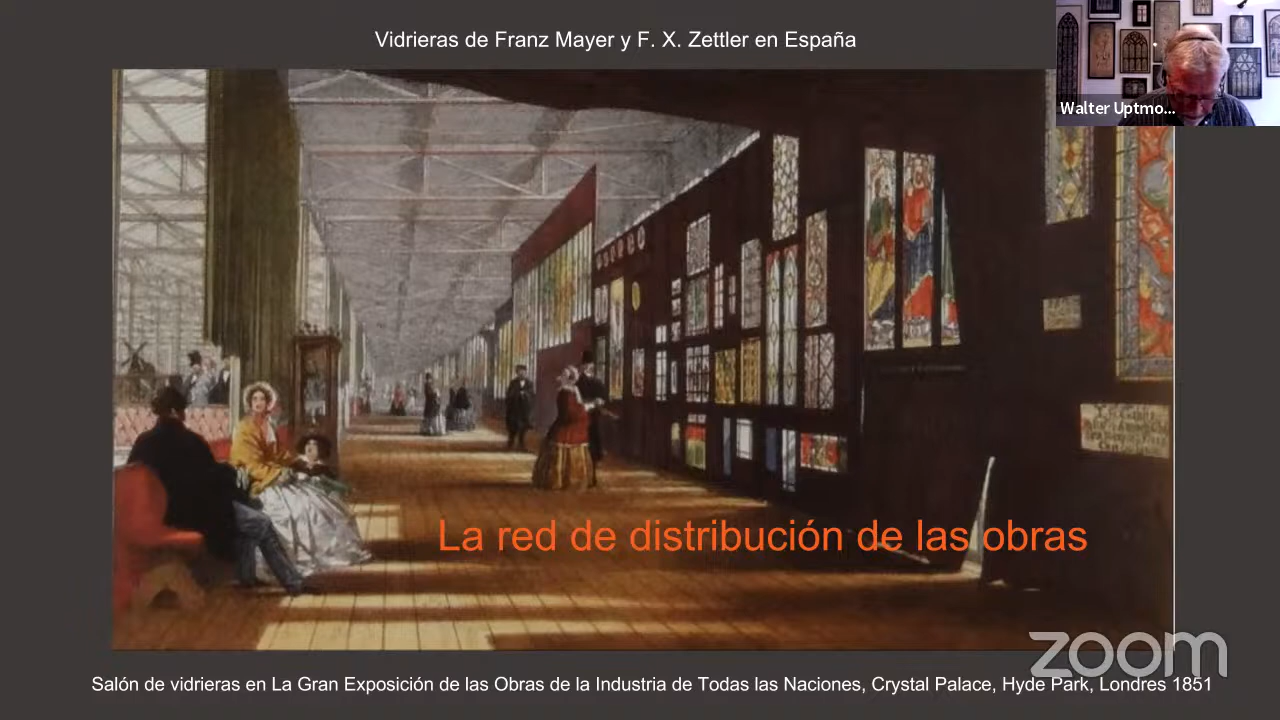 Vidrieras de Franz Mayer y F. X. Zettler en España
Walter Uptmo...
La red de distribución de las obras
zoom
Salón de vidrieras en La Gran Exposición de las Obras de la Industria de Todas las Naciones, Crystal Palace, Hyde Park, Londres 1851